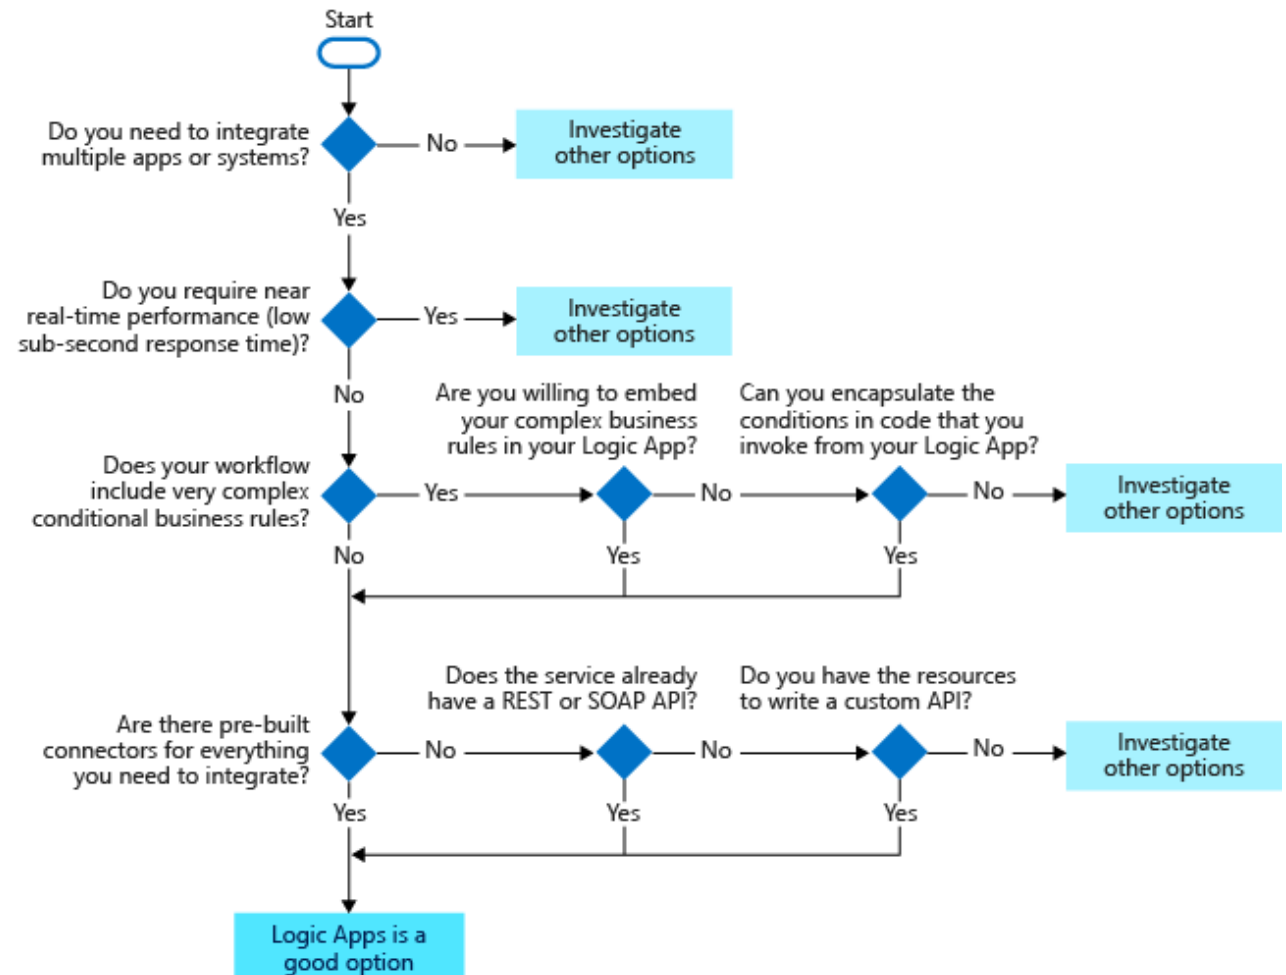 Start
Do you need to integrate
multiple apps or systems?
No
Investigate
other options
Yes
Do you require near
real-time performance (low
sub-second response time)?
Yes
Investigate
other options
No
Are you willing to embed
your complex business
rules in your Logic App?
Can you encapsulate the
conditions in code that you
invoke from your Logic App?
Does your workflow
include very complex
conditional business rules?
Yes
No
No
Investigate
other options
No
Yes
Yes
Does the service already
have a REST or SOAP API?
Do you have the resources
to write a custom API?
Are there pre-built
connectors for everything
you need to integrate?
No
No
No
Investigate
other options
Yes
Yes
Yes
Logic Apps is a
good option